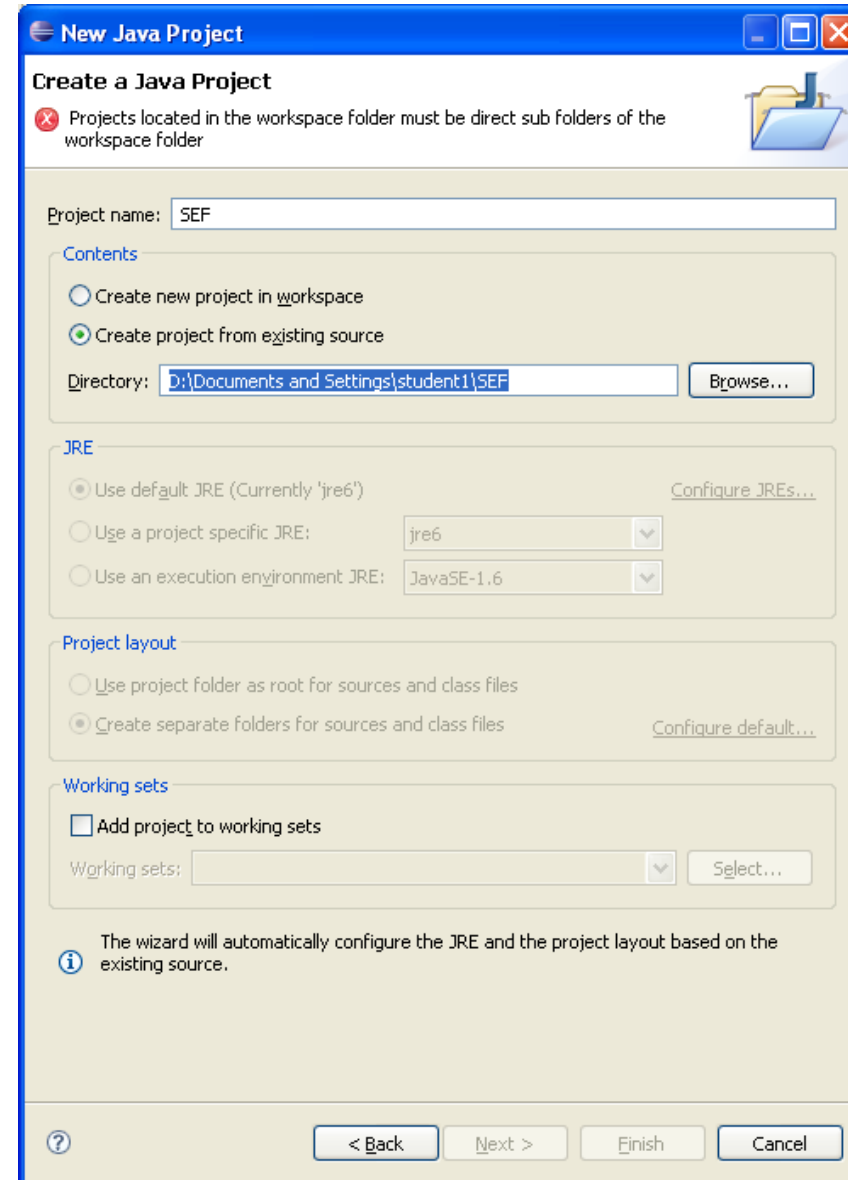 New Java Project
Create a Java Project
Projects located in the workspace folder must be direct sub folders of the
workspace folder
Project name: SEF
Contents
Create new project in workspace
Create project from existing source
Directory: D:\Documents and Settings\student1\SEF Browse...
JRE
Use default JRE (Currently 'jre6') Configure JREs...
Use a project specific JRE: jre6
Use an execution environment JRE: JavaSE-1.6
Project layout
Use project folder as root for sources and class files
Create separate folders for sources and class files Configure default...
Working sets
Add project to working sets
Working sets: Select...
The wizard will automatically configure the JRE and the project layout based on the
existing source.
? < Back Next > Finish Cancel